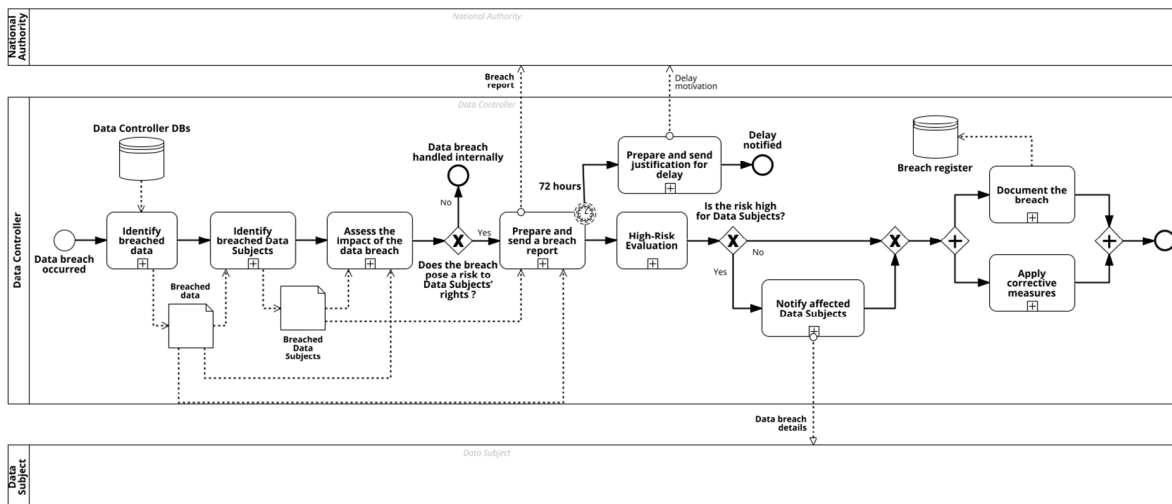 National Authority
National
Authority
Breach
report
Delay
motivation
Data Controller
Data Controller
Data Controller DBs
Data breach
handled internally
Delay
notified
Prepare and send
justification for
delay
Breach register
72 hours
No
Is the risk high
for Data Subjects?
Document the
breach
Identify
breached
data
Identify
breached Data
Subjects
Assess the
impact of the
data breach
Yes
Prepare and
send a breach
report
High-Risk
Evaluation
No
Data breach
occurred
Does the breach
pose a risk to
Data Subjects'
rights ?
Yes
Apply
corrective
measures
Breached
data
Notify affected
Data Subjects
Breached
Data
Subjects
Data breach
details
Data Subject
Data
Subject